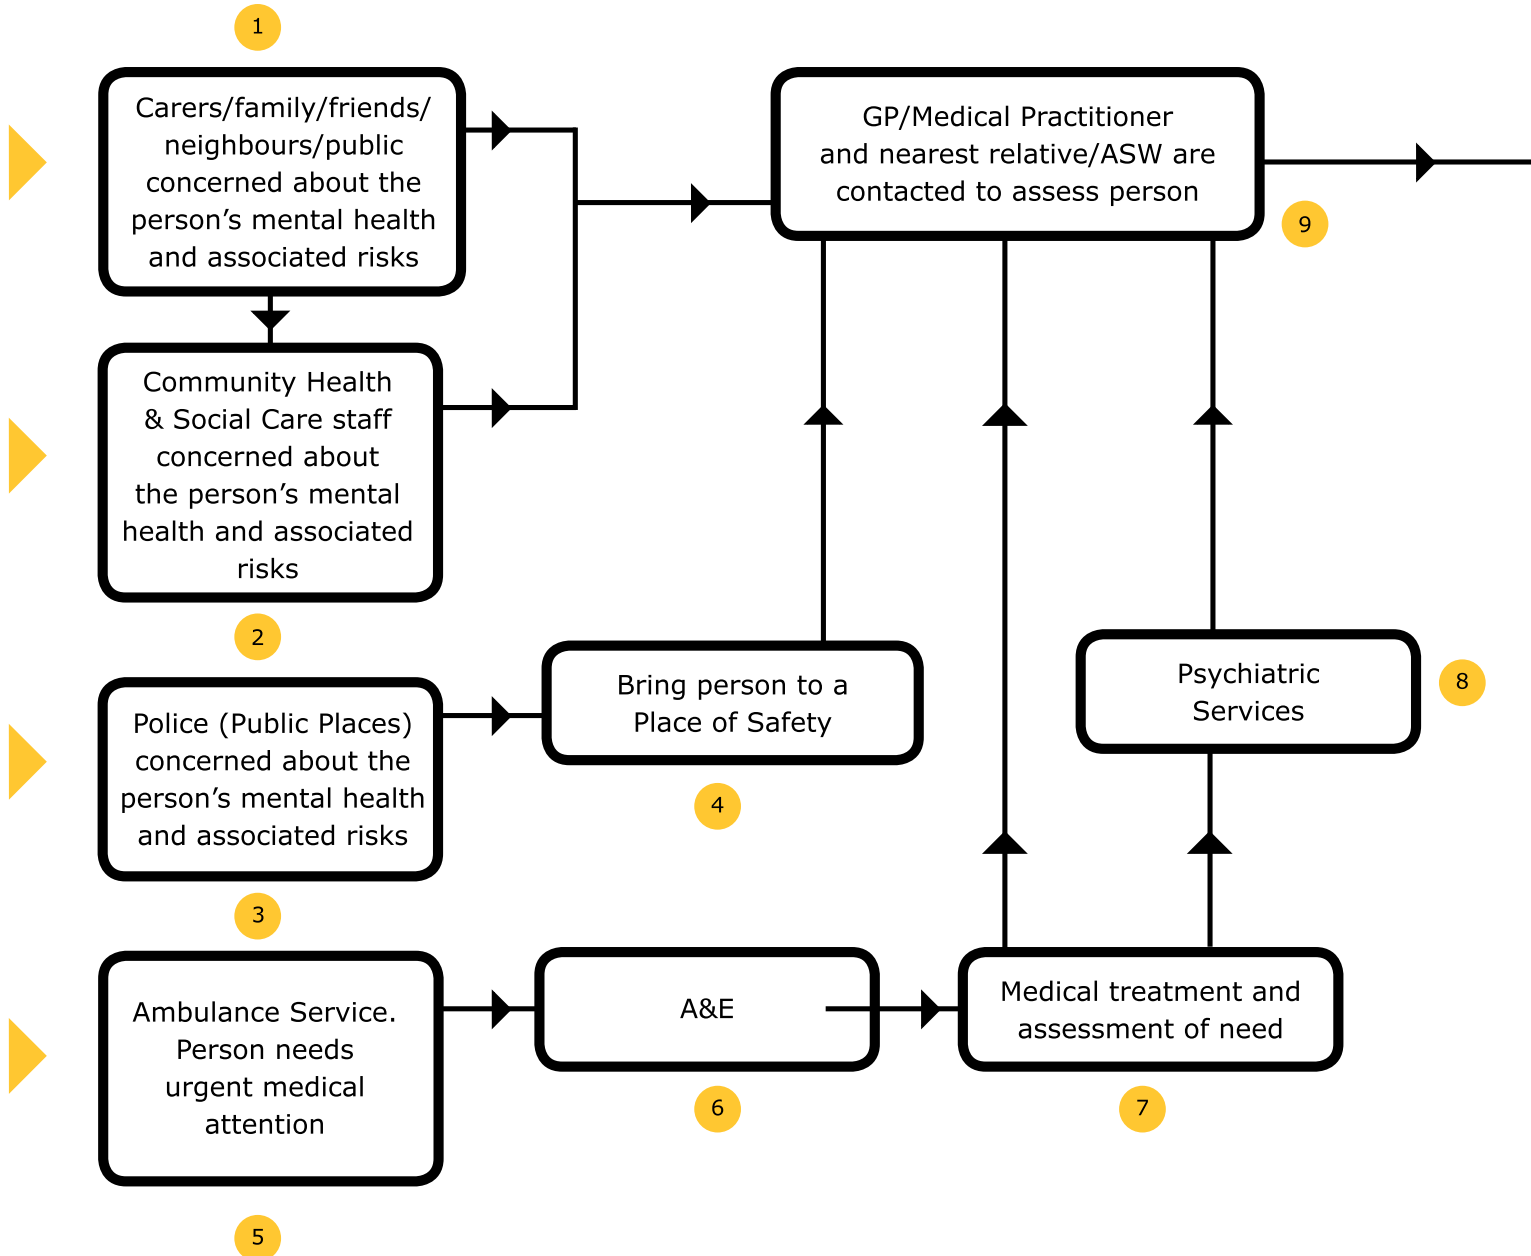 1
Carers/family/friends/
neighbours/public
concerned about the
person’s mental health
and associated risks
GP/Medical Practitioner
and nearest relative/ASW are
contacted to assess person
9
Community Health
& Social Care staff
concerned about
the person’s mental
health and associated
risks
2
Police (Public Places)
concerned about the
person’s mental health
and associated risks
3
Bring person to a
Place of Safety
4
Psychiatric
Services
8
Ambulance Service.
Person needs
urgent medical
attention
5
A&E
6
Medical treatment and
assessment of need
7